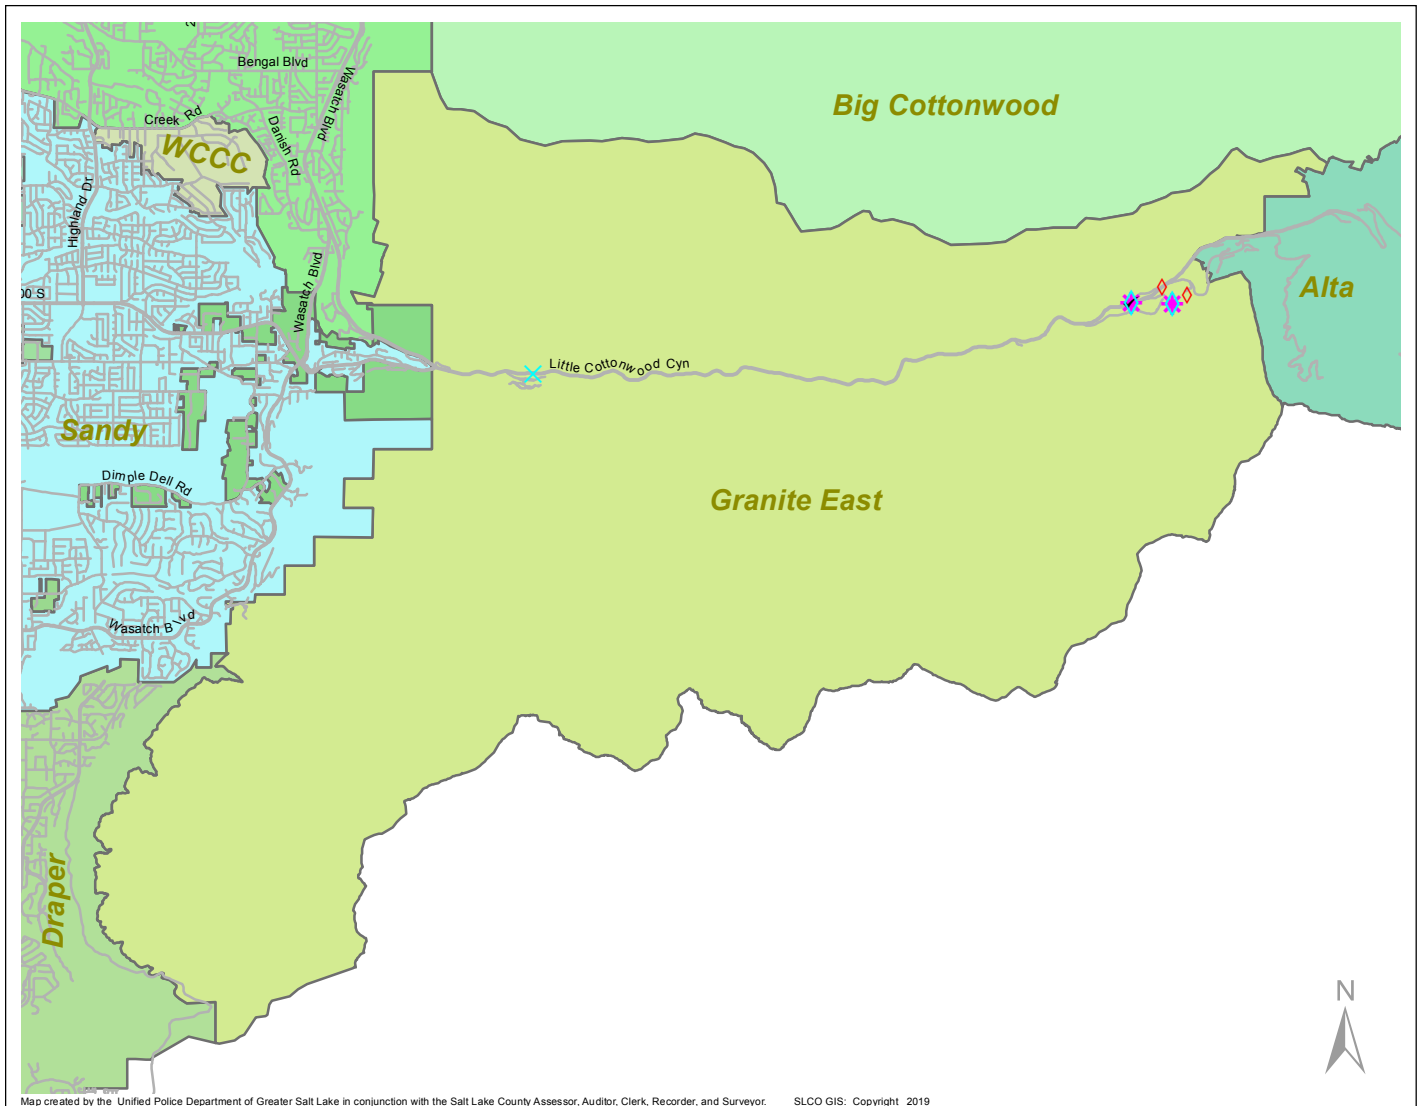 Bengal Blvd
Wasatch Blvd
Big Cottonwood
Creek Rd
Danish Rd
WCCC
Highland Dr
Wasatch Blvd
00 S
Alta
Little Cottonwood Cyn
Sandy
Dimple Dell Rd
Granite East
Wasatch Blvd
Draper
N
Map created by the Unified Police Department of Greater Salt Lake in conjunction with the Salt Lake County Assessor, Auditor, Clerk, Recorder, and Surveyor. SLCO GIS: Copyright 2019